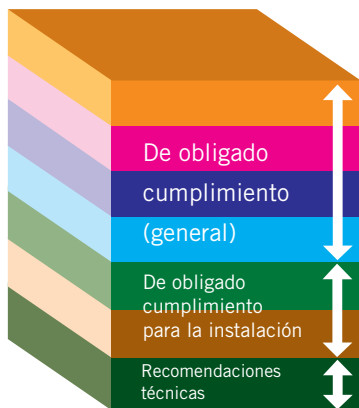 De obligado
cumplimiento
(general)
De obligado
cumplimiento
para la instalación
Recomendaciones
técnicas